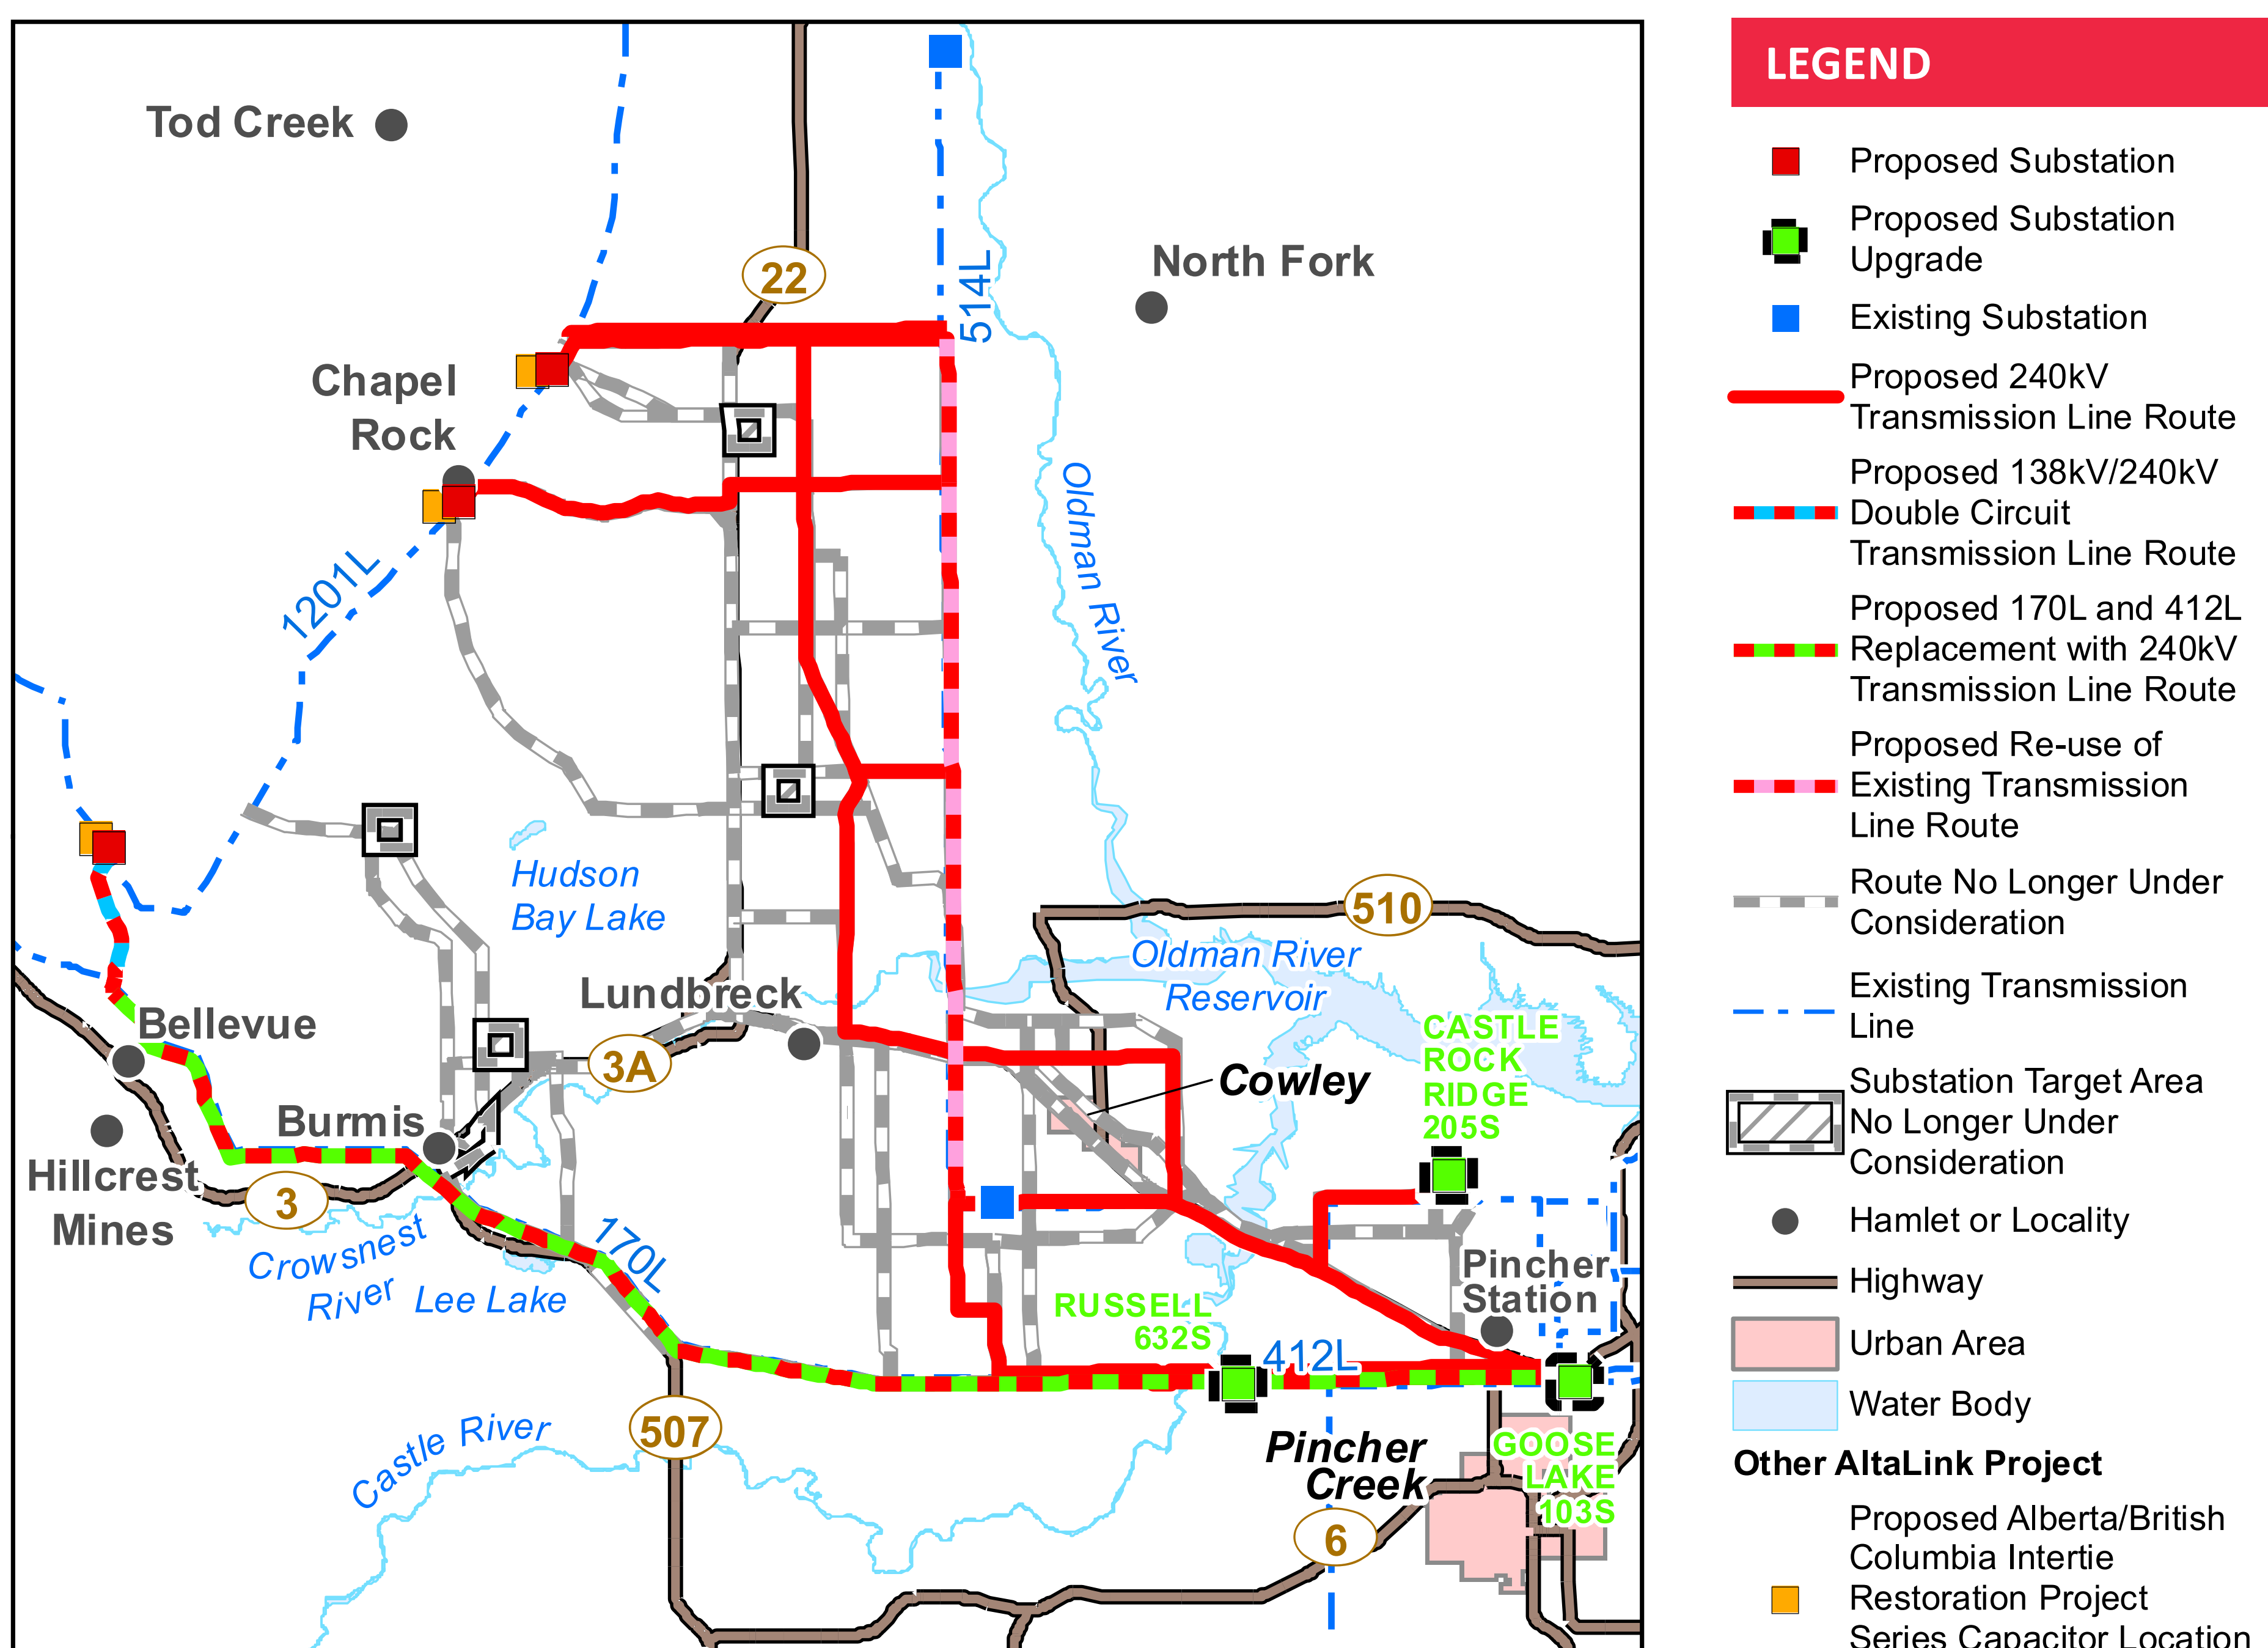 Tod Creek
22
514L
North Fork
Chapel
Rock
1201L
Oldman River
Hudson
Bay Lake
510
Oldman River
Reservoir
Lundbreck
Bellevue
3A
Cowley
CASTLE
ROCK
RIDGE
205S
Burmis
Hillcrest
Mines
3
Crowsnest
River
Lee Lake
170L
Pincher
Station
RUSSELL
632S
412L
507
Castle River
Pincher
Creek
GOOSE
LAKE
103S
6
LEGEND
Proposed Substation
Proposed Substation
Upgrade
Existing Substation
Proposed 240kV
Transmission Line Route
Proposed 138kV/240kV
Double Circuit
Transmission Line Route
Proposed 170L and 412L
Replacement with 240kV
Transmission Line Route
Proposed Re-use of
Existing Transmission
Line Route
Route No Longer Under
Consideration
Existing Transmission
Line
Substation Target Area
No Longer Under
Consideration
Hamlet or Locality
Highway
Urban Area
Water Body
Other AltaLink Project
Proposed Alberta/British
Columbia Intertie
Restoration Project
Series Capacitor Location